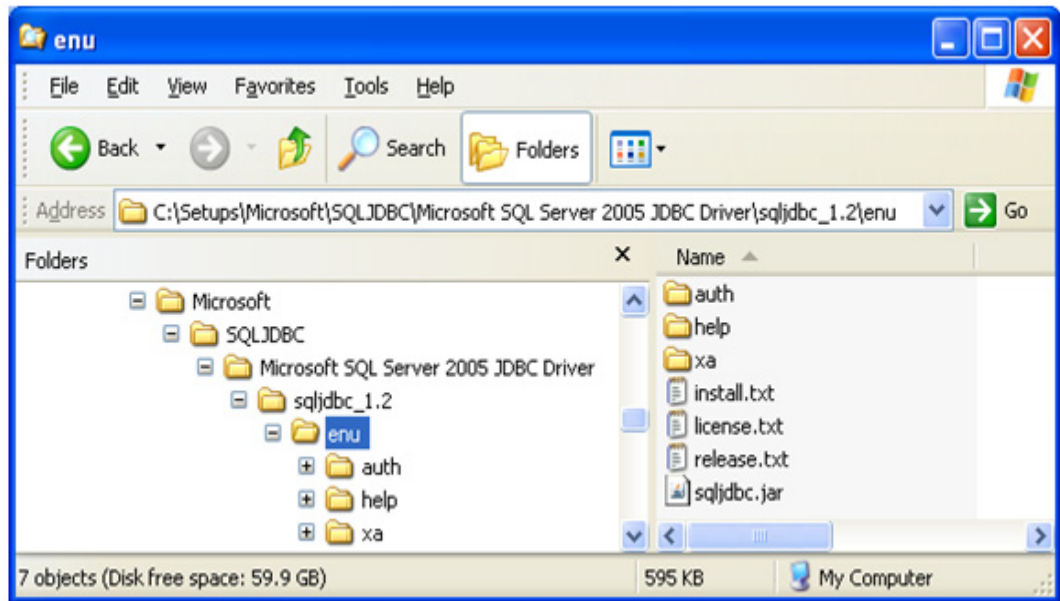 enu
File Edit View Favorites Tools Help
Back Search Folders
Address C:\Setups\Microsoft\SQLJDBC\Microsoft SQL Server 2005 JDBC Driver\sqljdbc_1.2\enu Go
Folders
Microsoft
SQLJDBC
Microsoft SQL Server 2005 JDBC Driver
sqljdbc_1.2
enu
auth
help
xa
Name
auth
help
xa
install.txt
license.txt
release.txt
sqljdbc.jar
7 objects (Disk free space: 59.9 GB) 595 KB My Computer